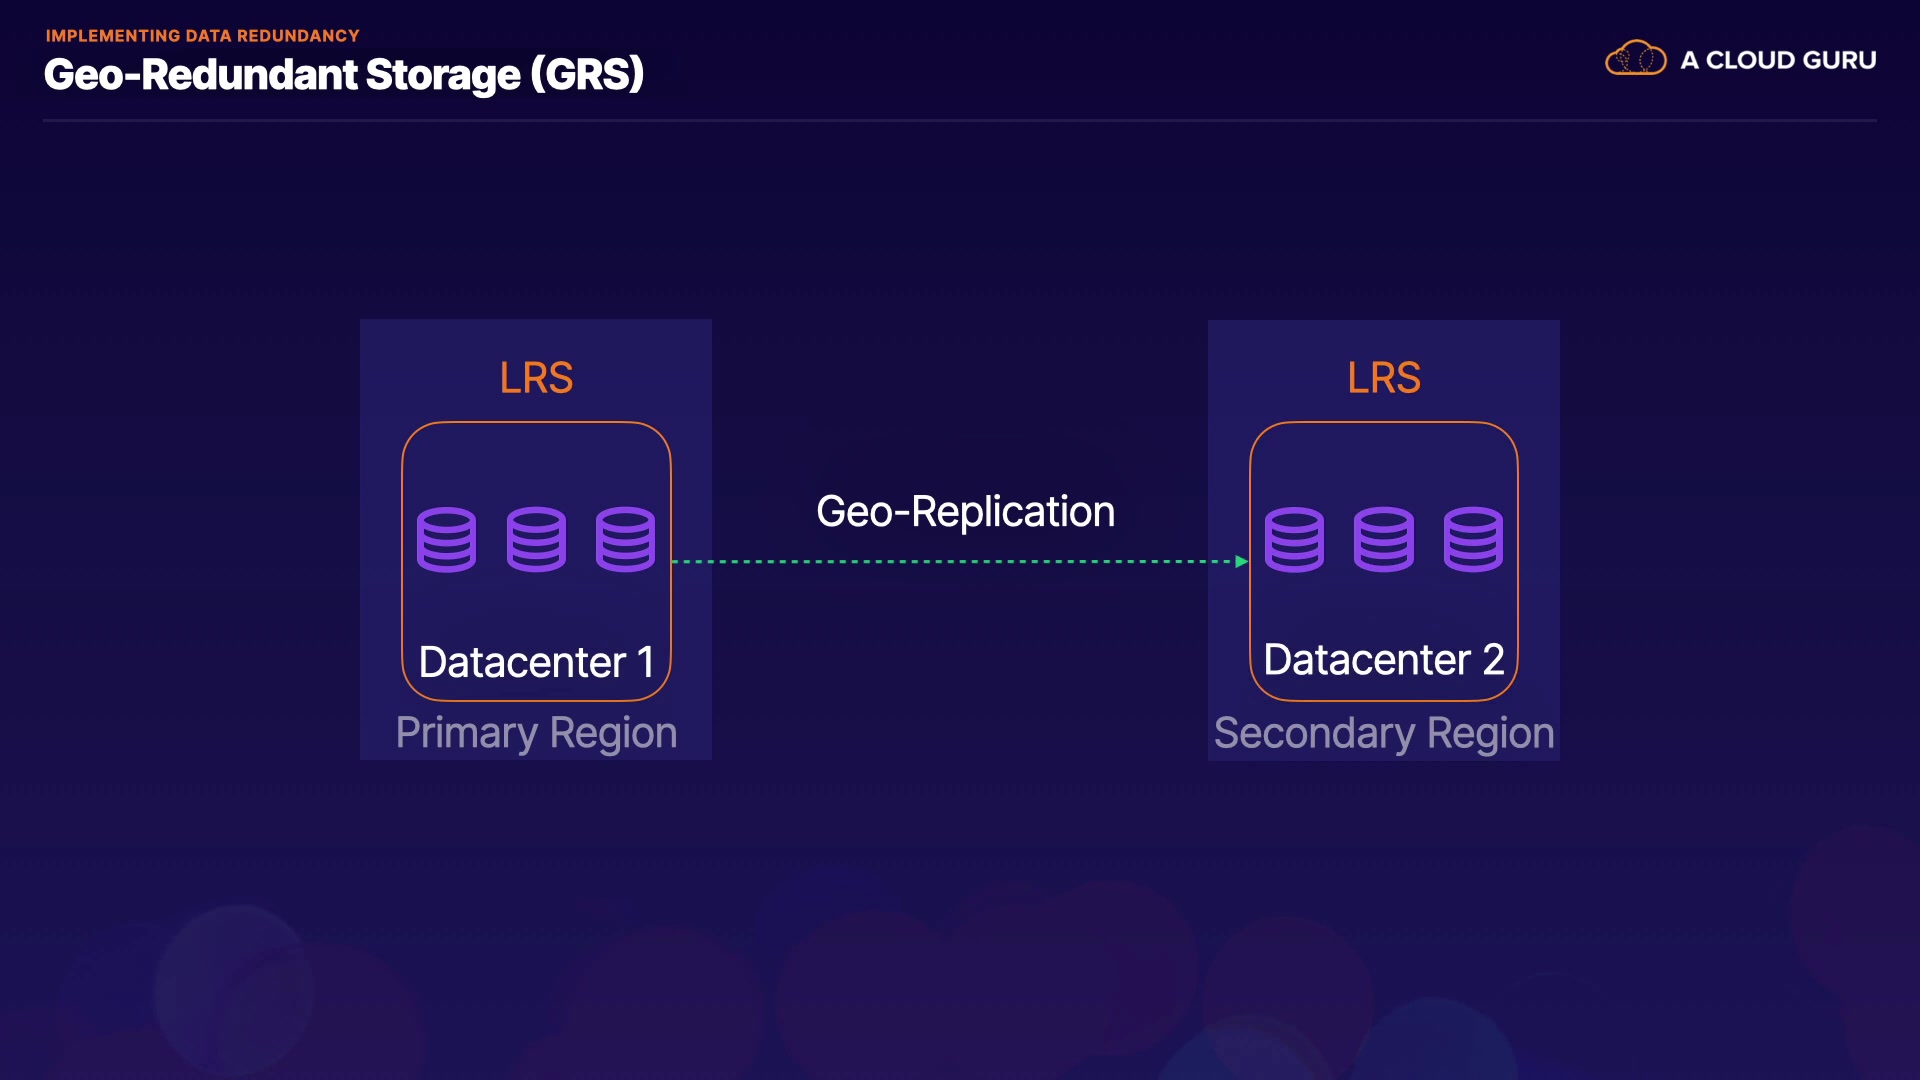 IMPLEMENTING DATA REDUNDANCY
Geo-Redundant Storage (GRS)
A CLOUD GURU
LRS
LRS
Geo-Replication
Datacenter 1
Datacenter 2
Primary Region
Secondary Region